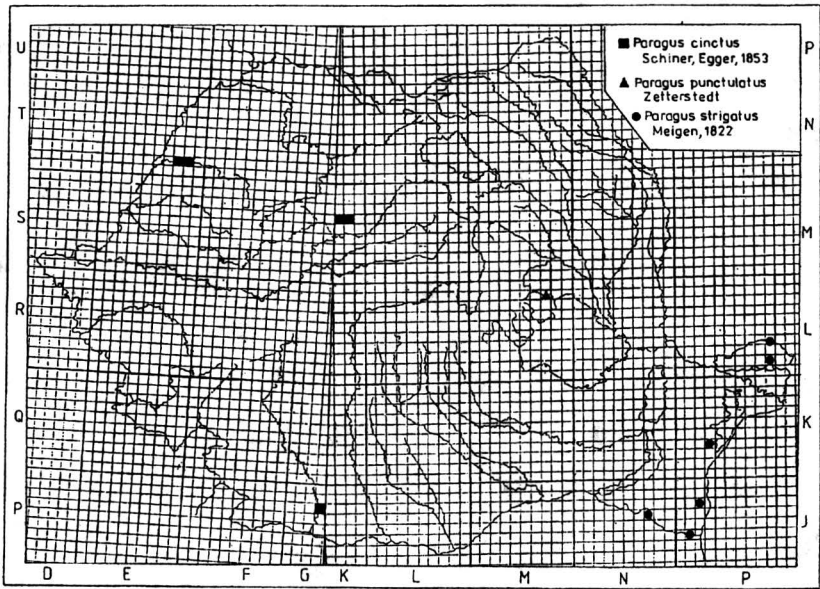 U
T
S
R
Q
P
P
N
M
L
K
J
■ Paragus cinctus
Schiner, Egger, 1853
▲ Paragus punctulatus
Zetterstedt
● Paragus strigatus
Meigen, 1822
D E F G K L M N P